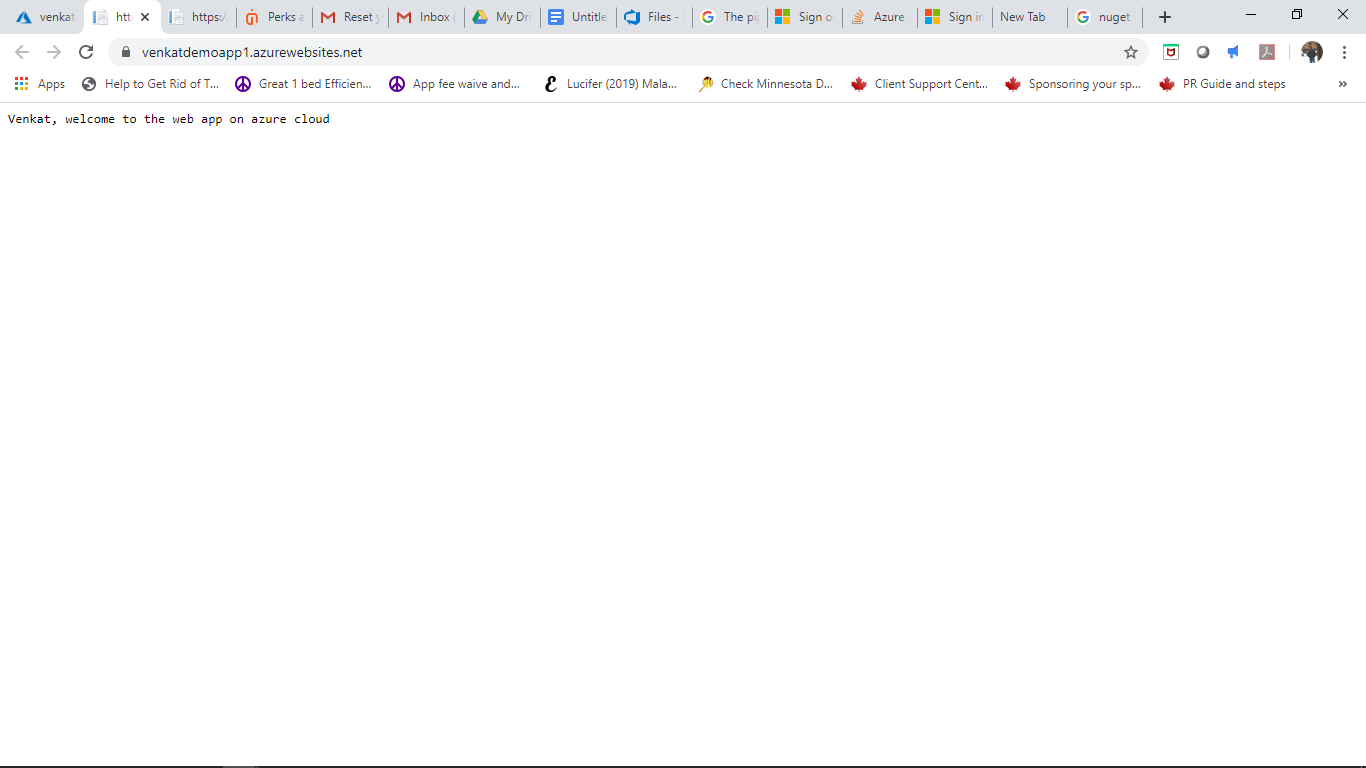 venkat htt https:/ Perks a Reset y Inbox My Dri Untitle Files - The pi Sign o Azure Sign in New Tab nuget
venkatdemoapp1.azurewebsites.net
Apps Help to Get Rid of T... Great 1 bed Efficien... App fee waive and... Lucifer (2019) Mala... Check Minnesota D... Client Support Cent... Sponsoring your sp... PR Guide and steps »
Venkat, welcome to the web app on azure cloud